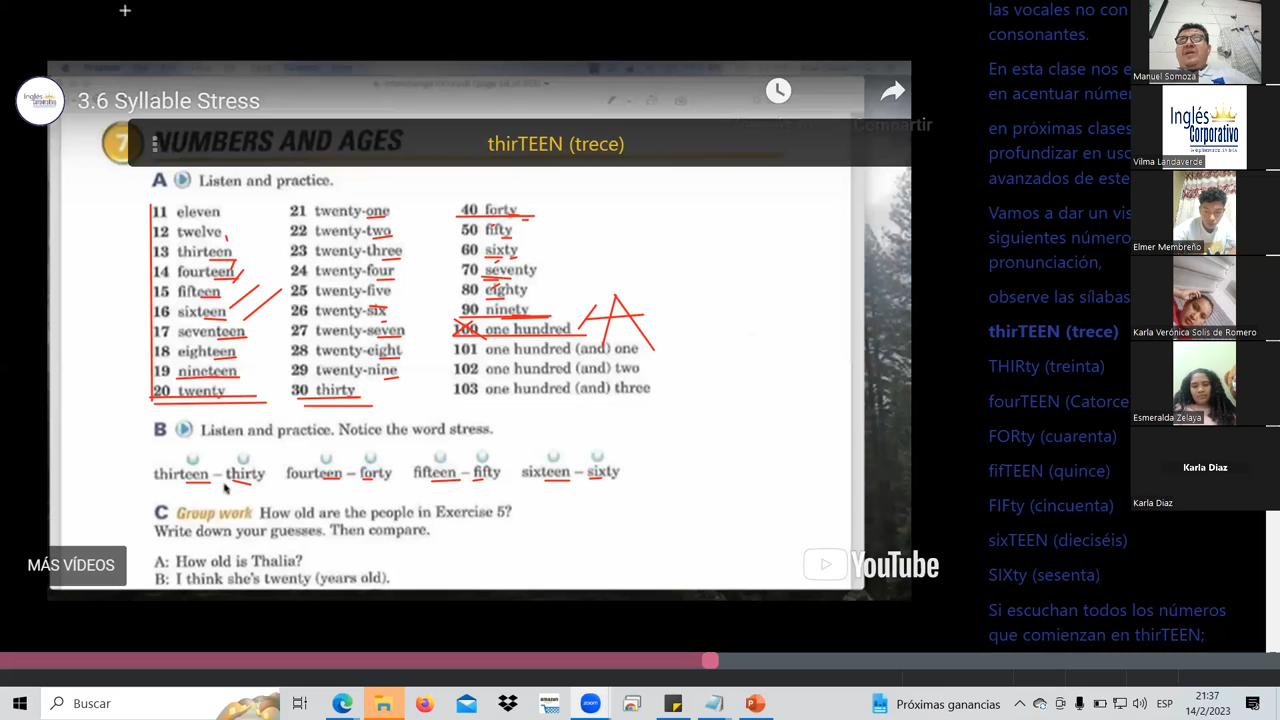 3.6 Syllable Stress
Compartir
7 NUMBERS AND AGES
thirTEEN (trece)
A Listen and practice.
11 eleven
12 twelve
13 thirteen
14 fourteen
15 fifteen
16 sixteen
17 seventeen
18 eighteen
19 nineteen
20 twenty
21 twenty-one
22 twenty-two
23 twenty-three
24 twenty-four
25 twenty-five
26 twenty-six
27 twenty-seven
28 twenty-eight
29 twenty-nine
30 thirty
40 forty
50 fifty
60 sixty
70 seventy
80 eighty
90 ninety
100 one hundred
101 one hundred (and) one
102 one hundred (and) two
103 one hundred (and) three
B Listen and practice. Notice the word stress.
thirteen – thirty fourteen – forty fifteen – fifty sixteen – sixty
C Group work How old are the people in Exercise 5?
Write down your guesses. Then compare.
A: How old is Thalia?
B: I think she's twenty (years old).
MÁS VÍDEOS
YouTube
las vocales no con
consonantes.
En esta clase nos e
en acentuar núme
en próximas clases
profundizar en uso
avanzados de este
Vamos a dar un vis
siguientes número
pronunciación,
observe las sílabas
thirTEEN (trece)
THIRty (treinta)
fourTEEN (Catorce
FORty (cuarenta)
fifTEEN (quince)
FIFty (cincuenta)
sixTEEN (dieciséis)
SIXty (sesenta)
Si escuchan todos los números
que comienzan en thirTEEN;
Manuel Somoza
Inglés
Corporativo
Vilma Landaverde
Elmer Membreño
Karla Verónica Solis de Romero
Esmeralda Zelaya
Karla Diaz
Karla Diaz
Buscar
amazon
zoom
Próximas ganancias
ESP
21:37
14/2/2023